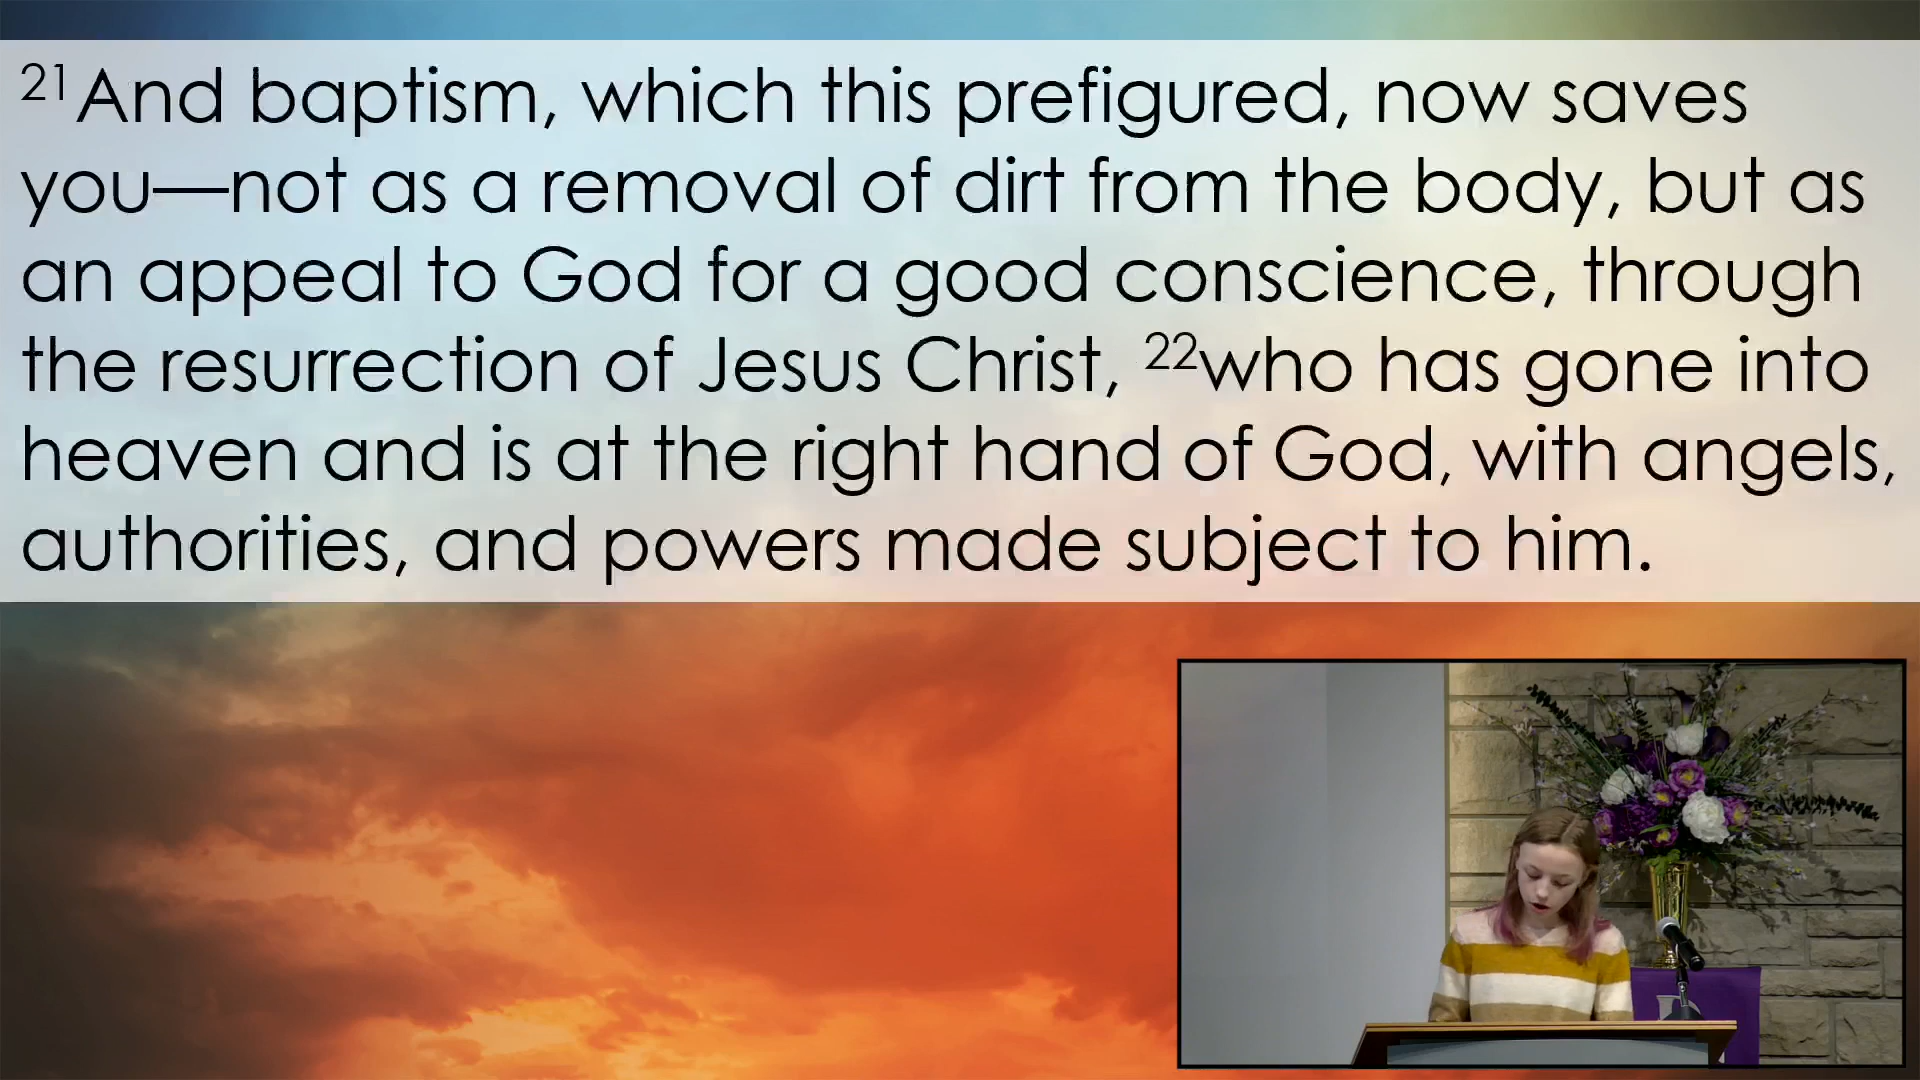 21And baptism, which this prefigured, now saves
you—not as a removal of dirt from the body, but as
an appeal to God for a good conscience, through
the resurrection of Jesus Christ, 22who has gone into
heaven and is at the right hand of God, with angels,
authorities, and powers made subject to him.